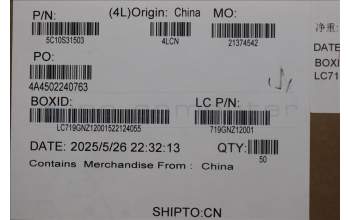 P/N:
(4L)Origin: China
MO:
5C10S31503
4LCN
21374542
PO:
4A4502240763
BOXID:
LC P/N:
LC719GNZ12001522124055
719GNZ12001
DATE: 2025/5/26 22:32:13
QTY:
50
Contains Merchandise From : China
SHIPTO:CN
净重:
DATE
BOXI
LC71